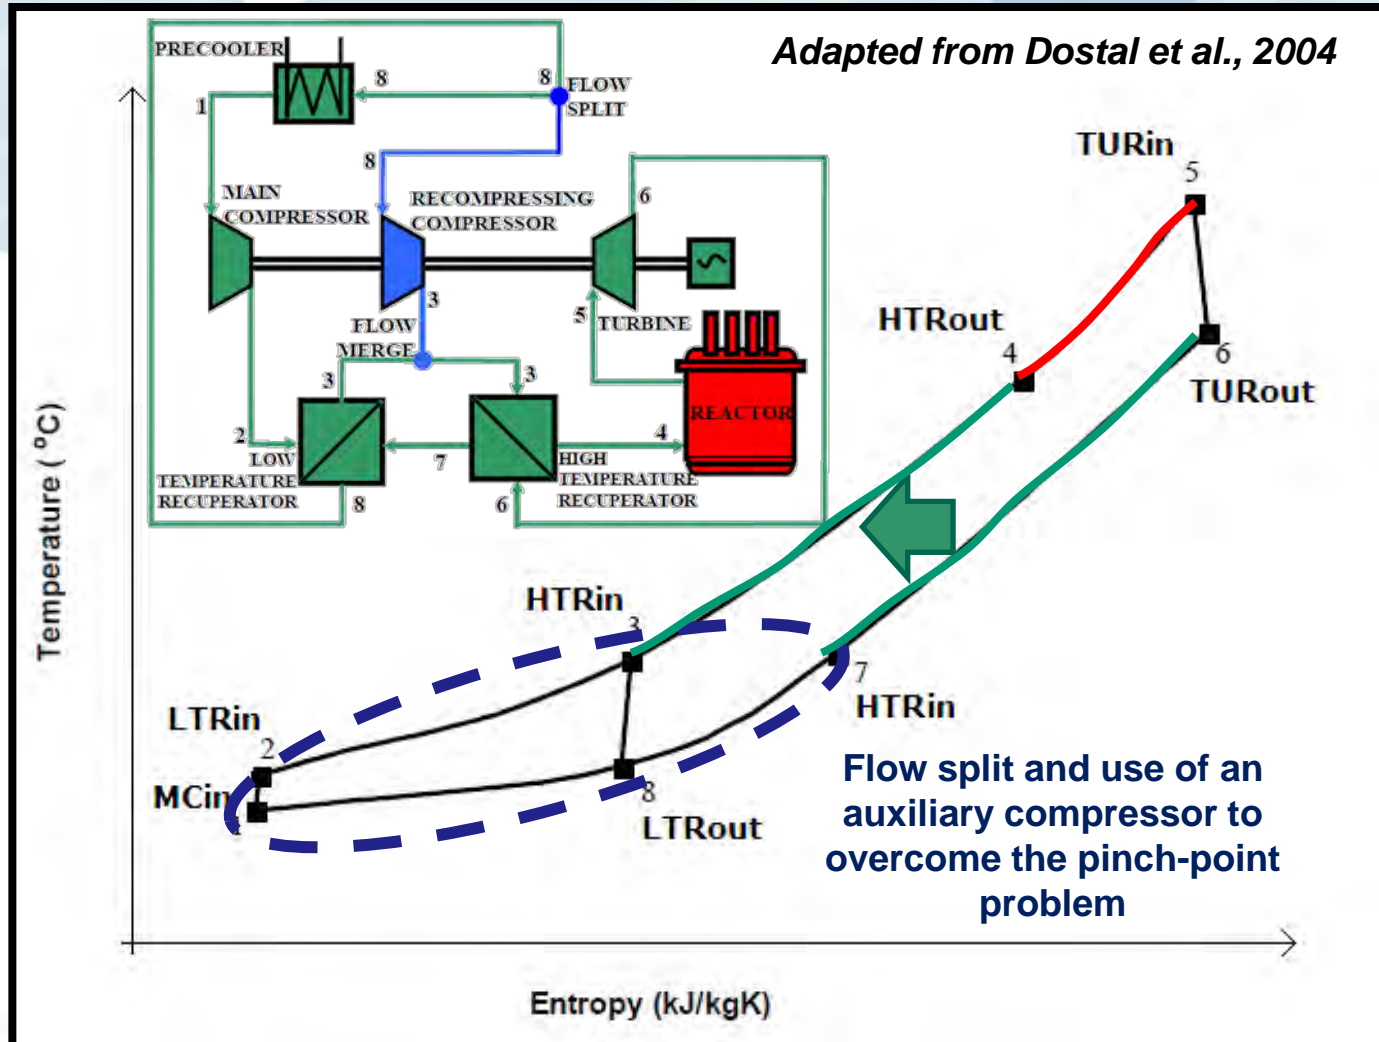 Adapted from Dostal et al., 2004
PRECOOLER
8
8
FLOW
SPLIT
1
8
MAIN
COMPRESSOR
RECOMPRESSING
COMPRESSOR
6
3
FLOW
MERGE
5
TURBINE
3
3
REACTOR
2
LOW
TEMPERATURE
RECUPERATOR
8
7
4
HIGH
TEMPERATURE
RECUPERATOR
6
TURin
5
HTRout
4
6
TURout
HTRin
3
7
HTRin
LTRin
2
MCin
1
8
LTRout
Flow split and use of an
auxiliary compressor to
overcome the pinch-point
problem
Temperature ( ºC)
Entropy (kJ/kgK)